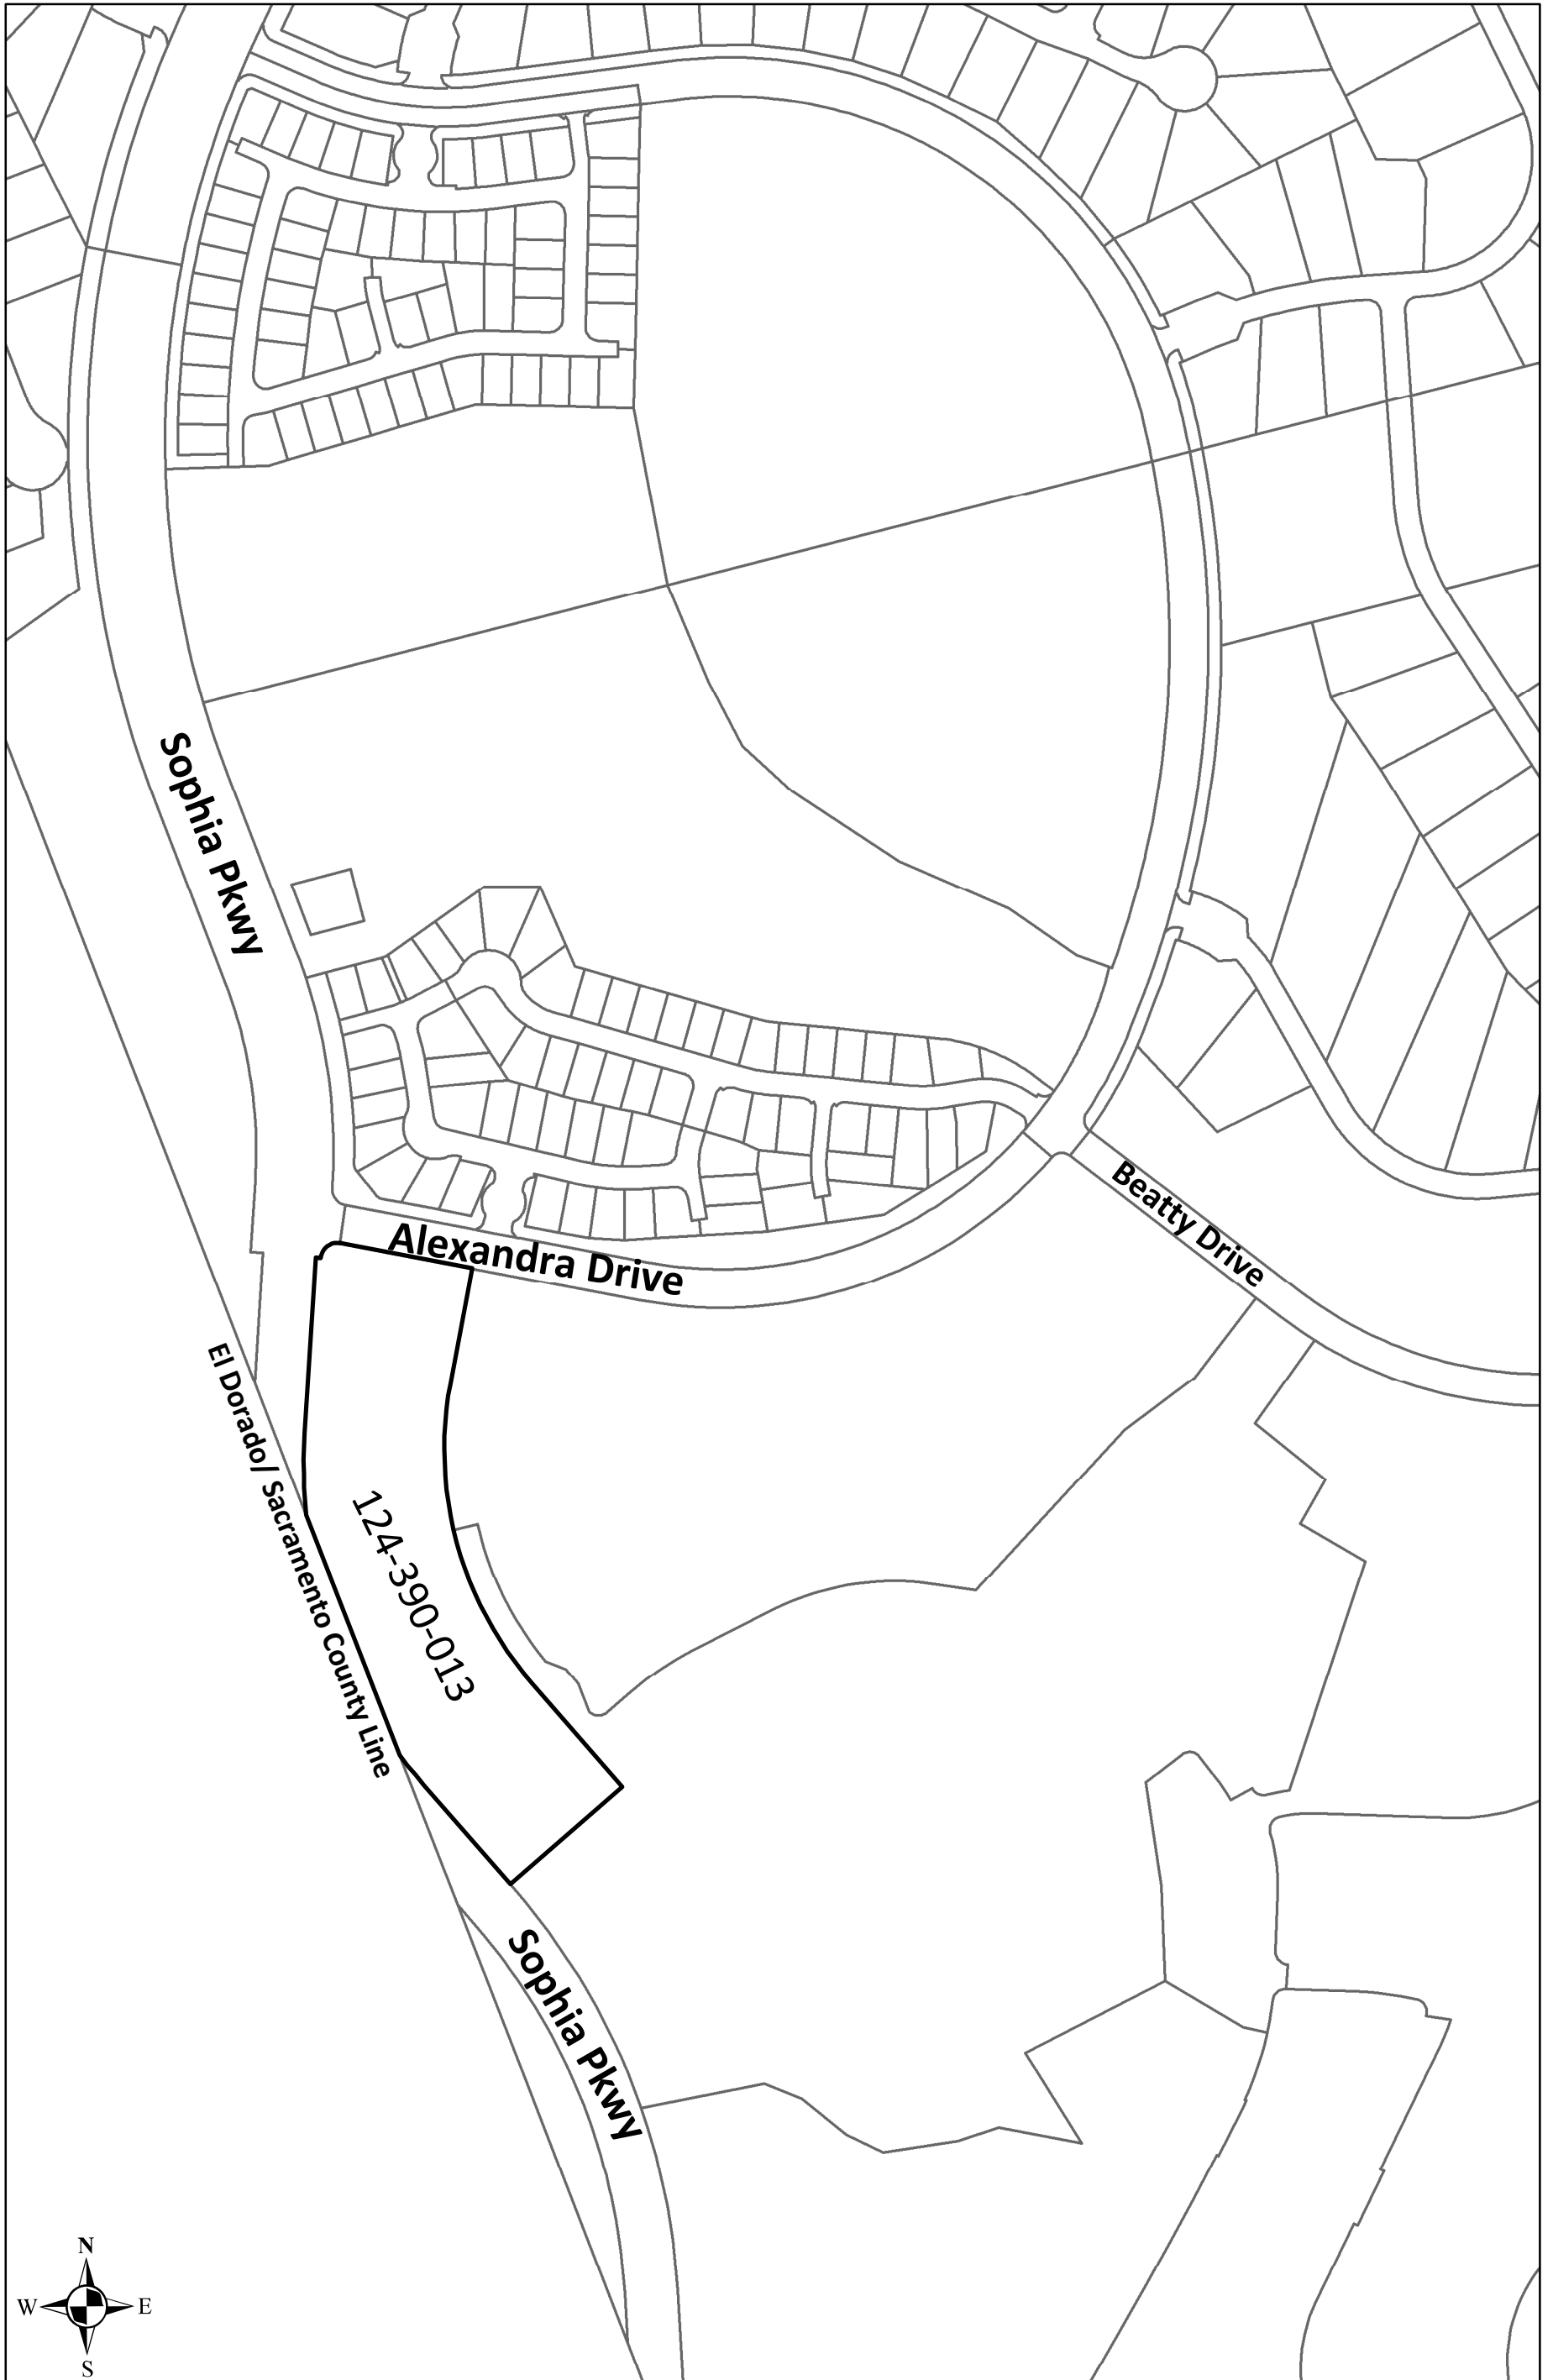 Sophia Pkwy
Alexandra Drive
Beatty Drive
El Dorado/ Sacramento County Line
124-390-013
Sophia Pkwy
N
W E
S